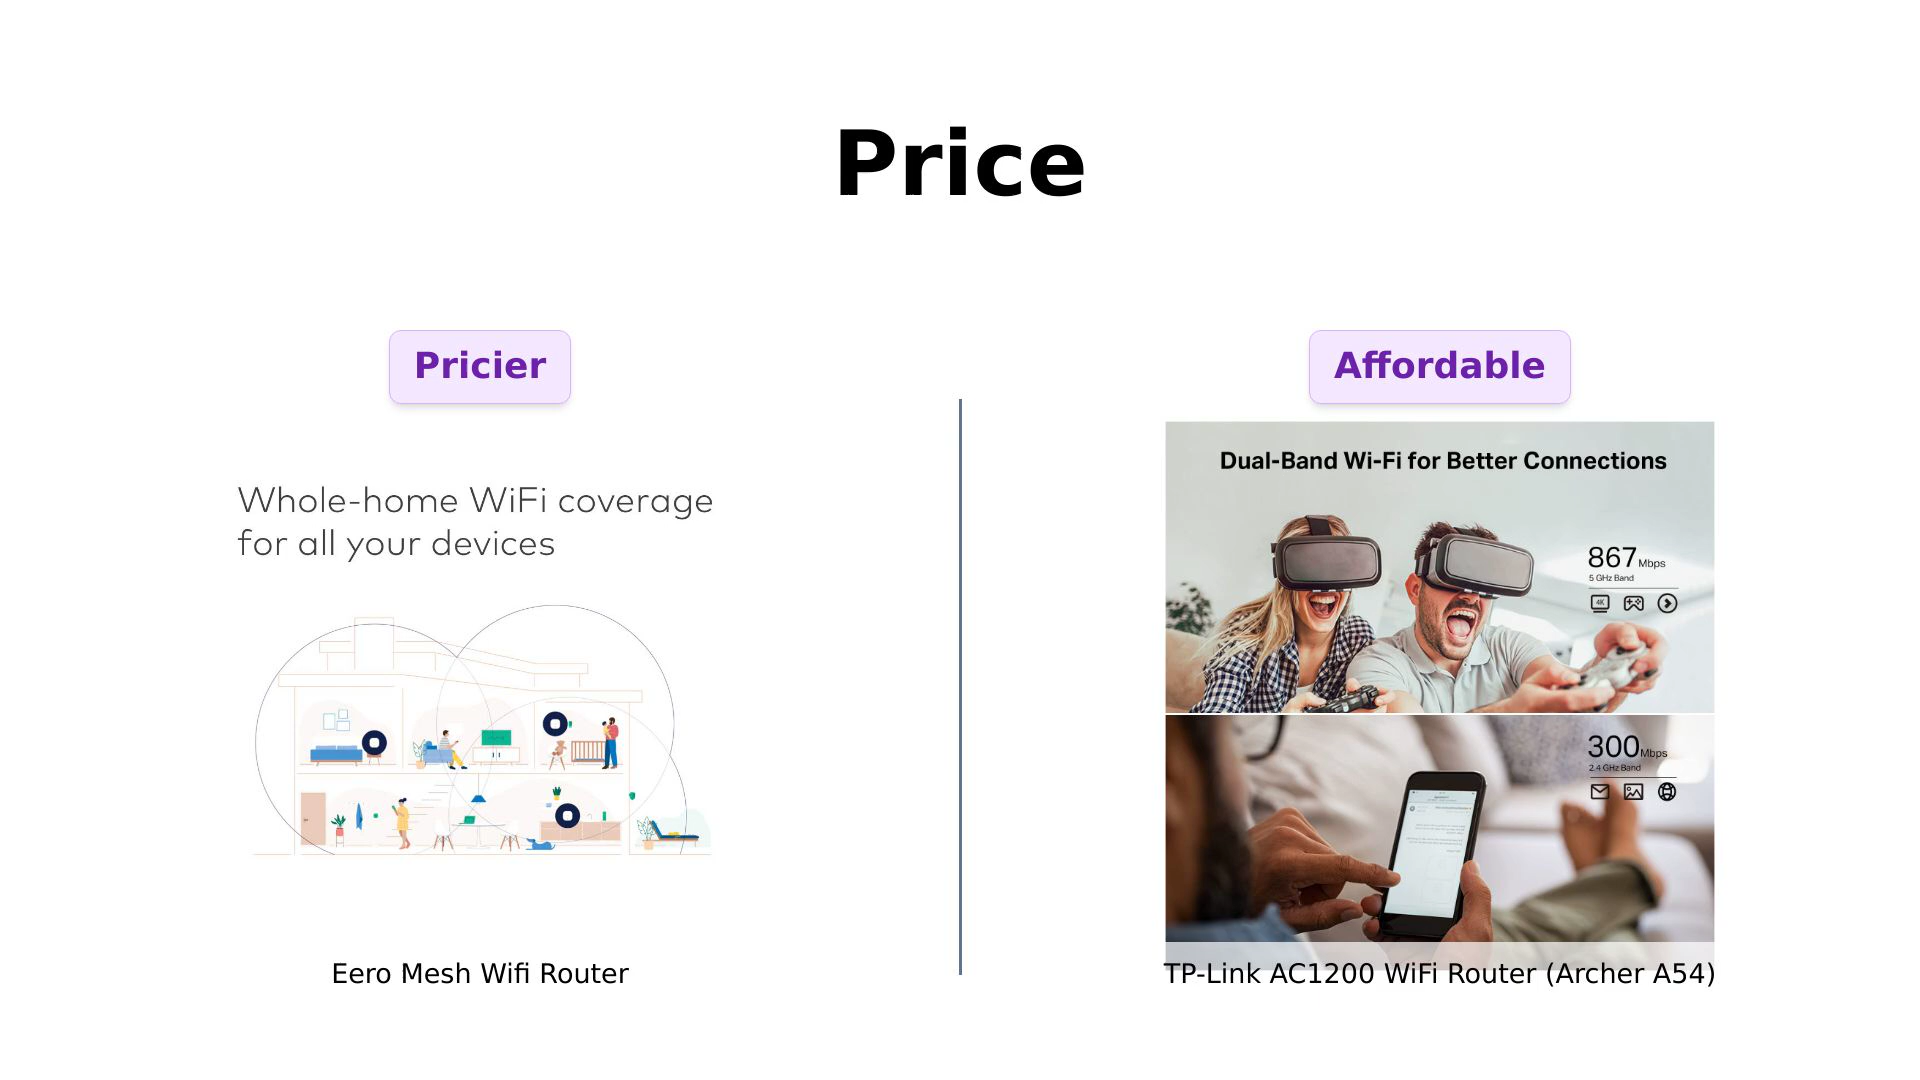 Price
Pricier
Affordable
Whole-home WiFi coverage
for all your devices
Dual-Band Wi-Fi for Better Connections
867 Mbps
5 GHz Band
4K
300 Mbps
2.4 GHz Band
Eero Mesh Wifi Router
TP-Link AC1200 WiFi Router (Archer A54)